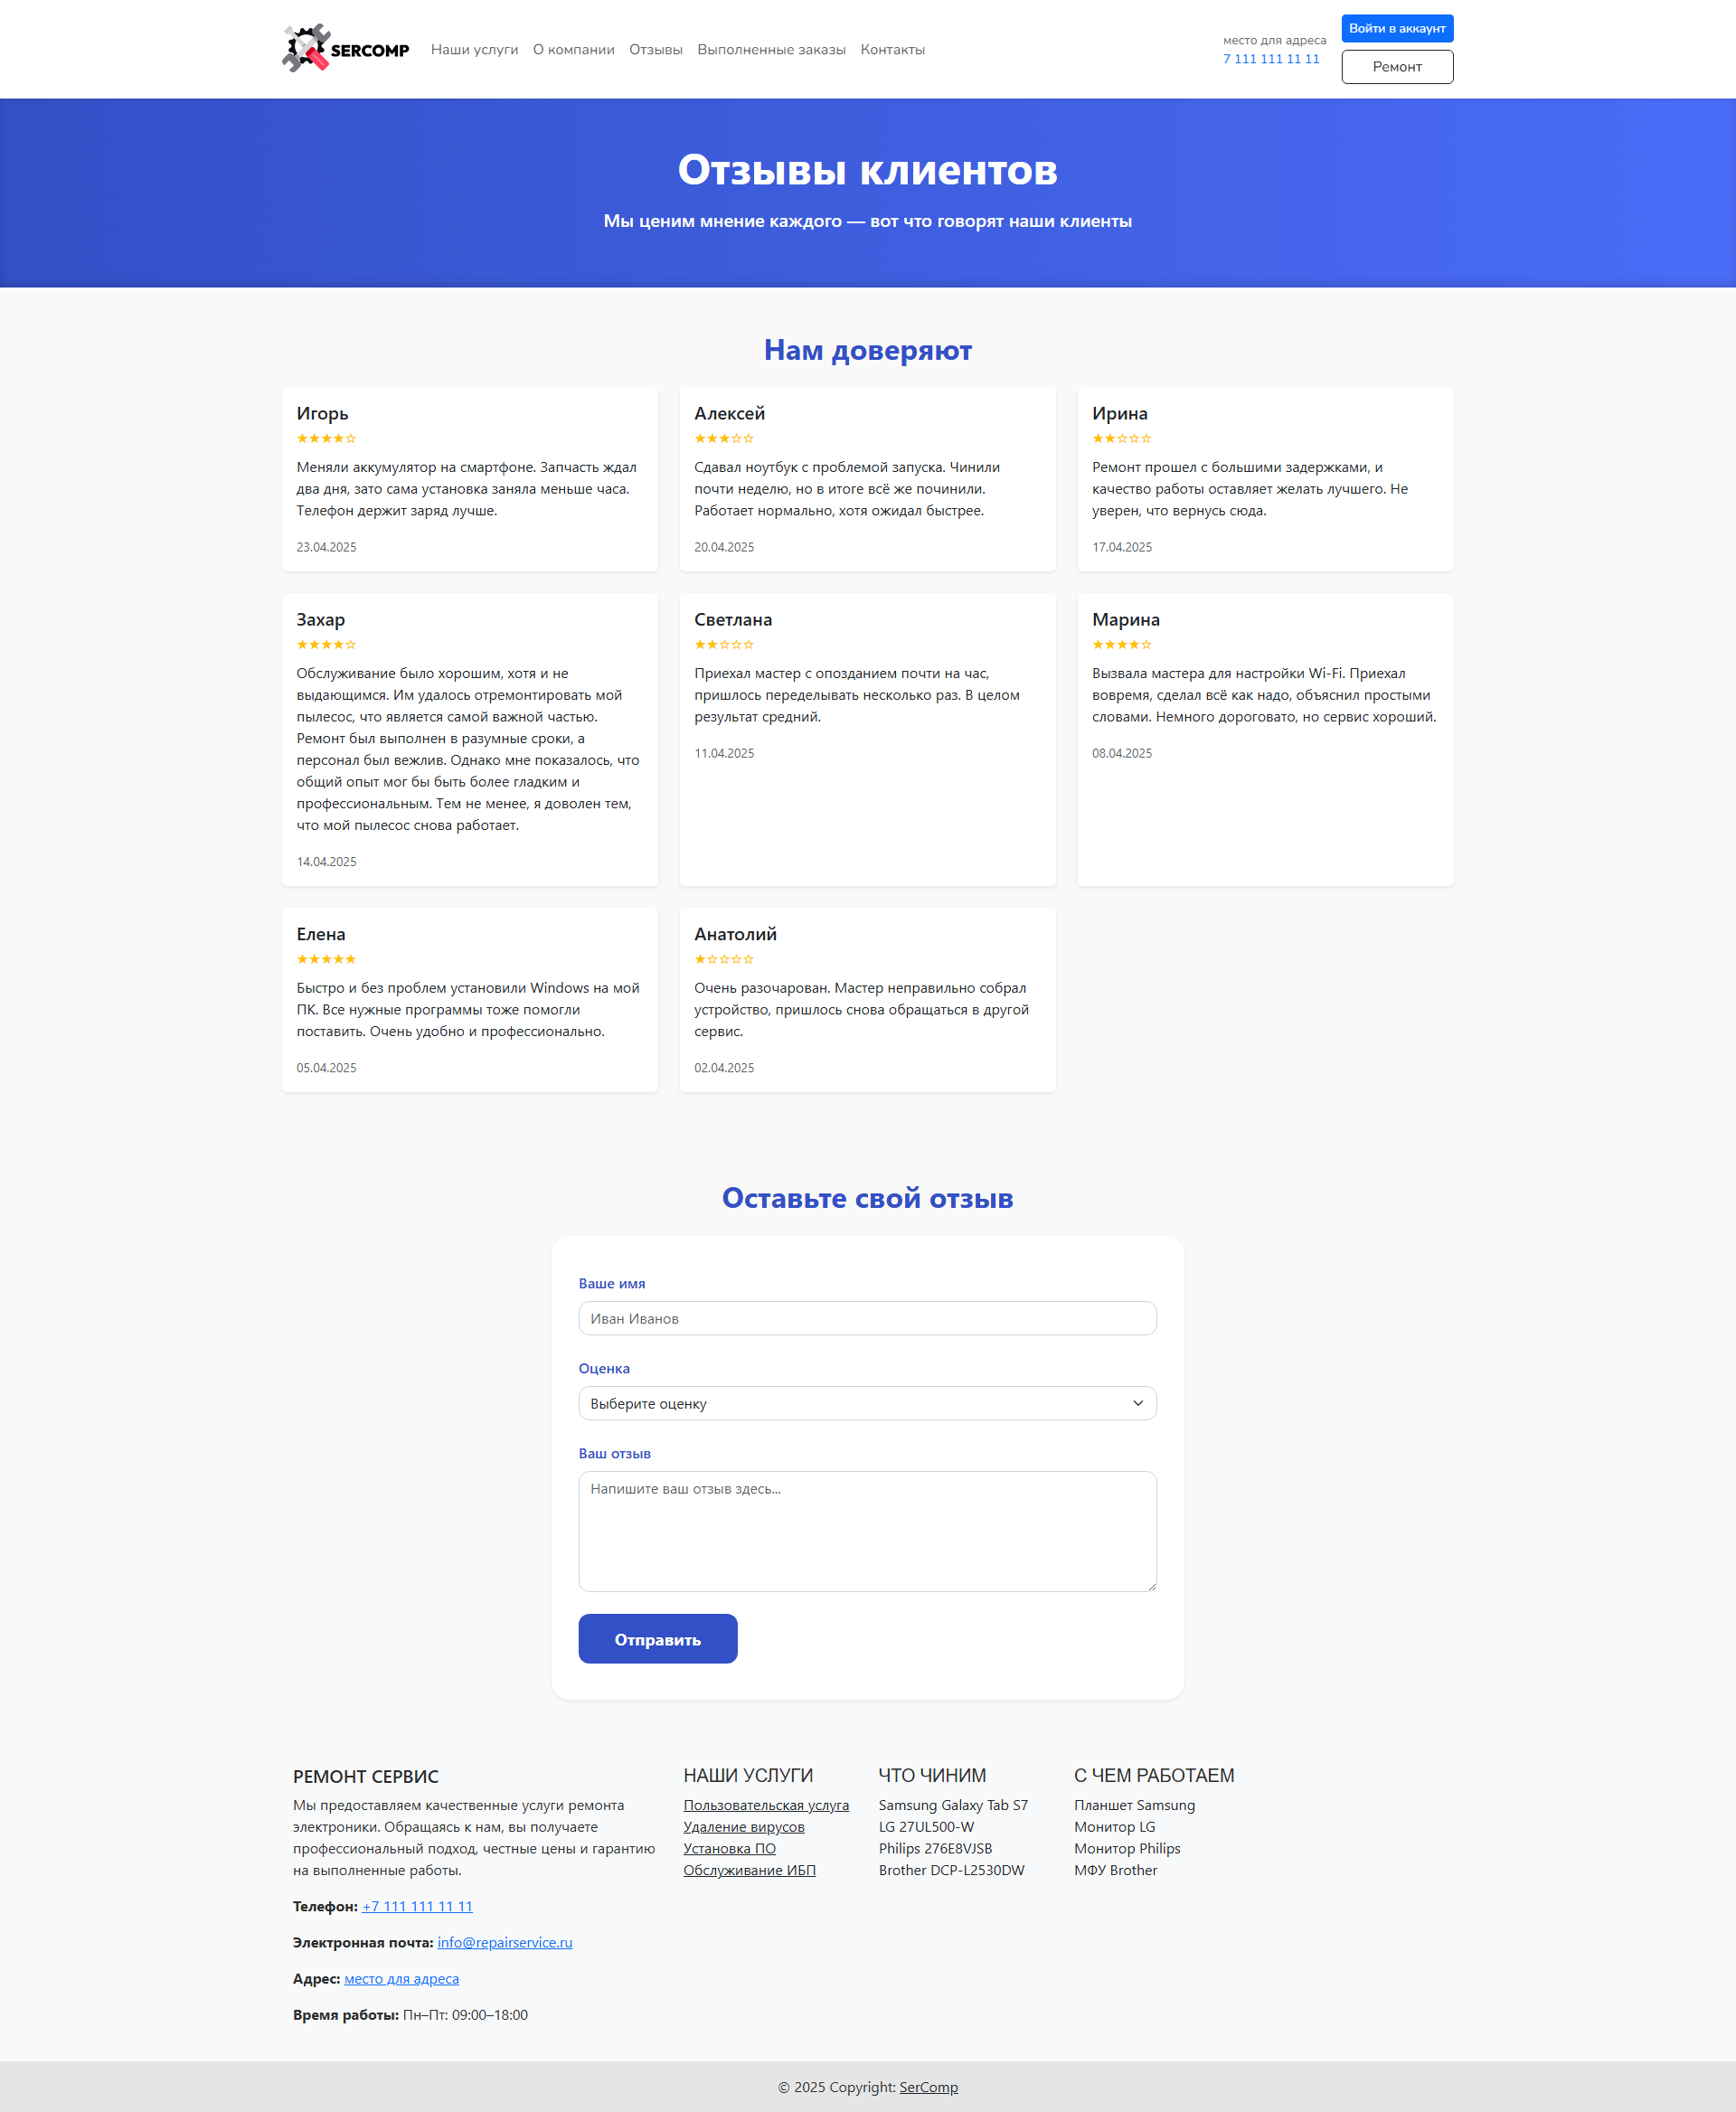 SERCOMP
Наши услуги
О компании
Отзывы
Выполненные заказы
Контакты
место для адреса
7 111 111 11 11
Войти в аккаунт
Ремонт
Отзывы клиентов
Мы ценим мнение каждого — вот что говорят наши клиенты
Нам доверяют
Игорь
★★★★☆
Меняли аккумулятор на смартфоне. Запчасть ждал
два дня, зато сама установка заняла меньше часа.
Телефон держит заряд лучше.
23.04.2025
Алексей
★★★☆☆
Сдавал ноутбук с проблемой запуска. Чинили
почти неделю, но в итоге всё же починили.
Работает нормально, хотя ожидал быстрее.
20.04.2025
Ирина
★★☆☆☆
Ремонт прошел с большими задержками, и
качество работы оставляет желать лучшего. Не
уверен, что вернусь сюда.
17.04.2025
Захар
★★★★☆
Обслуживание было хорошим, хотя и не
выдающимся. Им удалось отремонтировать мой
пылесос, что является самой важной частью.
Ремонт был выполнен в разумные сроки, а
персонал был вежлив. Однако мне показалось, что
общий опыт мог бы быть более гладким и
профессиональным. Тем не менее, я доволен тем,
что мой пылесос снова работает.
14.04.2025
Светлана
★★☆☆☆
Приехал мастер с опозданием почти на час,
пришлось переделывать несколько раз. В целом
результат средний.
11.04.2025
Марина
★★★★☆
Вызвала мастера для настройки Wi-Fi. Приехал
вовремя, сделал всё как надо, объяснил простыми
словами. Немного дороговато, но сервис хороший.
08.04.2025
Елена
★★★★★
Быстро и без проблем установили Windows на мой
ПК. Все нужные программы тоже помогли
поставить. Очень удобно и профессионально.
05.04.2025
Анатолий
★☆☆☆☆
Очень разочарован. Мастер неправильно собрал
устройство, пришлось снова обращаться в другой
сервис.
02.04.2025
Оставьте свой отзыв
Ваше имя
Иван Иванов
Оценка
Выберите оценку
Ваш отзыв
Напишите ваш отзыв здесь...
Отправить
РЕМОНТ СЕРВИС
Мы предоставляем качественные услуги ремонта
электроники. Обращаясь к нам, вы получаете
профессиональный подход, честные цены и гарантию
на выполненные работы.
Телефон: +7 111 111 11 11
Электронная почта: info@repairservice.ru
Адрес: место для адреса
Время работы: Пн–Пт: 09:00–18:00
НАШИ УСЛУГИ
Пользовательская услуга
Удаление вирусов
Установка ПО
Обслуживание ИБП
ЧТО ЧИНИМ
Samsung Galaxy Tab S7
LG 27UL500-W
Philips 276E8VJSB
Brother DCP-L2530DW
С ЧЕМ РАБОТАЕМ
Планшет Samsung
Монитор LG
Монитор Philips
МФУ Brother
© 2025 Copyright: SerComp